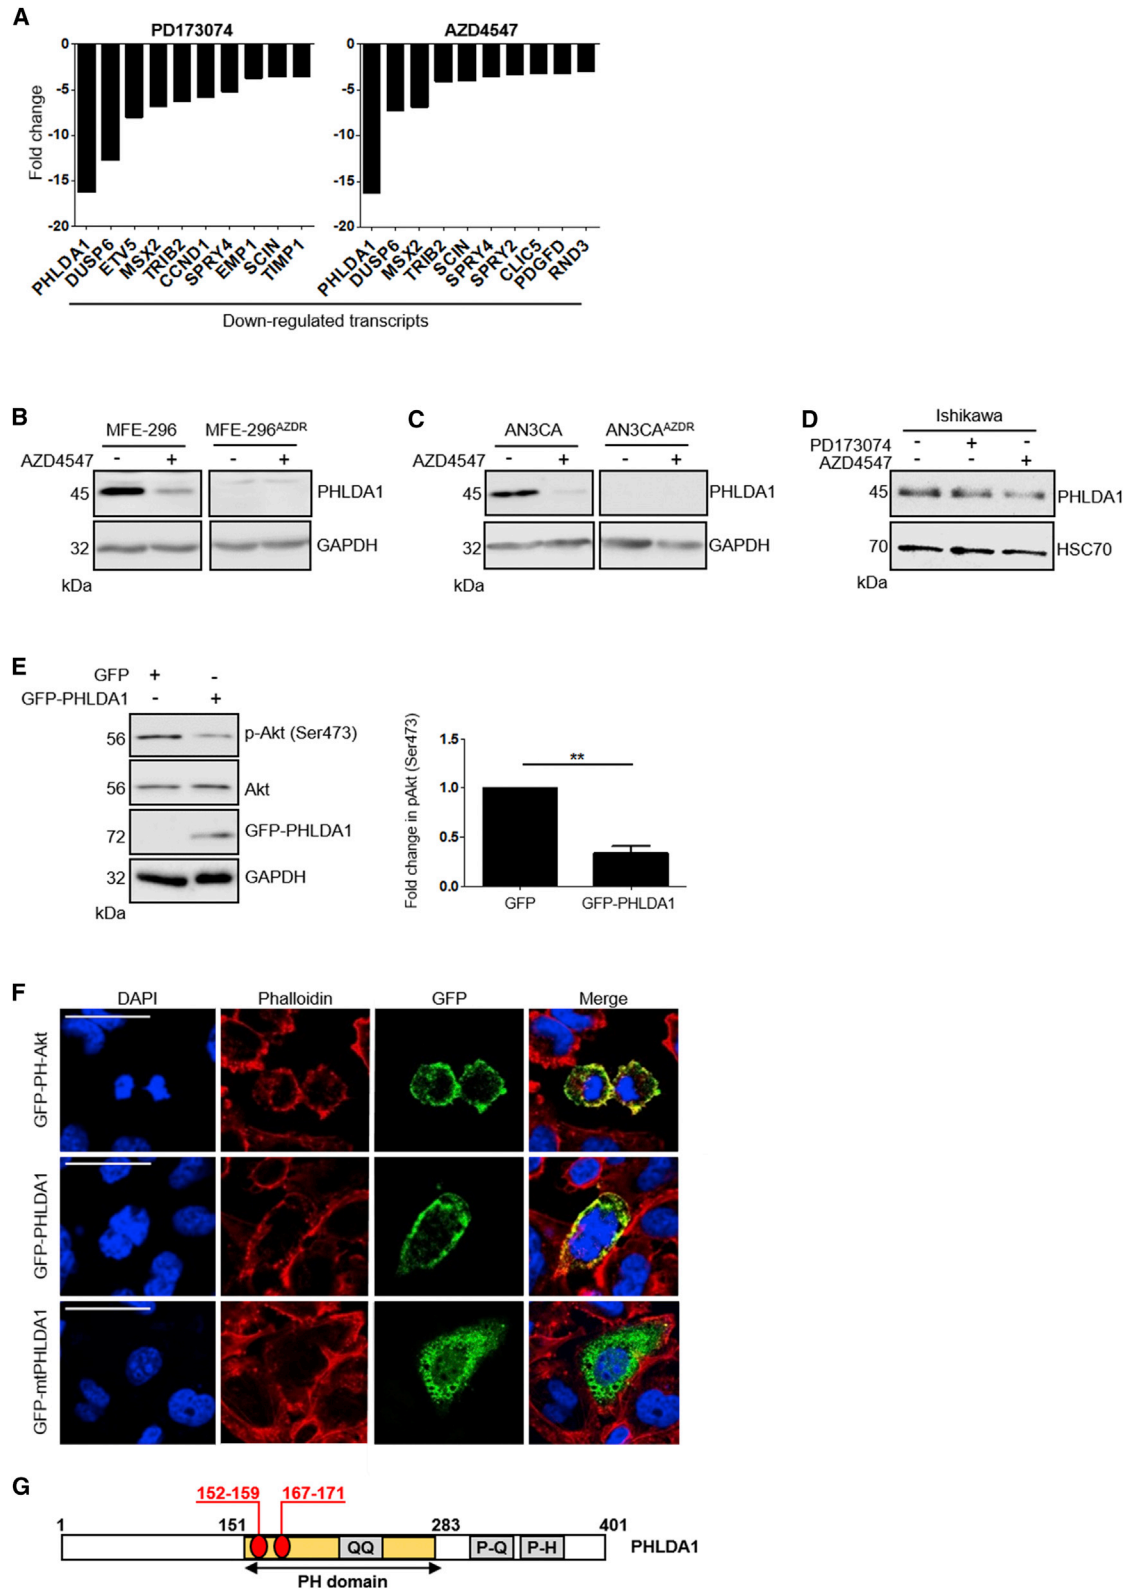 A
PD173074
AZD4547
Fold change
0
-5
-10
-15
-20
0
-5
-10
-15
-20
PHLDA1
DUSP6
ETV5
MSX2
TRIB2
CCND1
SPRY4
EMP1
SCIN
TIMP1
PHLDA1
DUSP6
MSX2
TRIB2
SCIN
SPRY4
SPRY2
CLIC5
PDGFD
RND3
Down-regulated transcripts
B
MFE-296 MFE-296AZDR
AZD4547 - + - +
45 PHLDA1
32 GAPDH
kDa
C
AN3CA AN3CAAZDR
AZD4547 - + - +
45 PHLDA1
32 GAPDH
kDa
D
Ishikawa
PD173074 - + -
AZD4547 - - +
45 PHLDA1
70 HSC70
kDa
E
GFP + -
GFP-PHLDA1 - +
56 p-Akt (Ser473)
56 Akt
72 GFP-PHLDA1
32 GAPDH
kDa
Fold change in pAkt (Ser473)
1.5
1.0
0.5
0.0
**
GFP GFP-PHLDA1
F
DAPI Phalloidin GFP Merge
GFP-PH-Akt
GFP-PHLDA1
GFP-mtPHLDA1
G
152-159 167-171
1 151 283 401
QQ P-Q P-H PHLDA1
PH domain